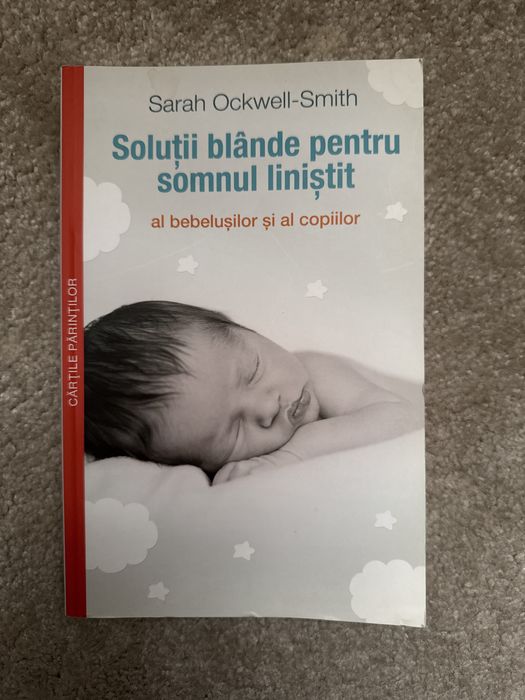 Sarah Ockwell-Smith
Soluții blânde pentru
somnul liniștit
al bebelușilor și al copiilor
CĂRȚILE PĂRINȚILOR